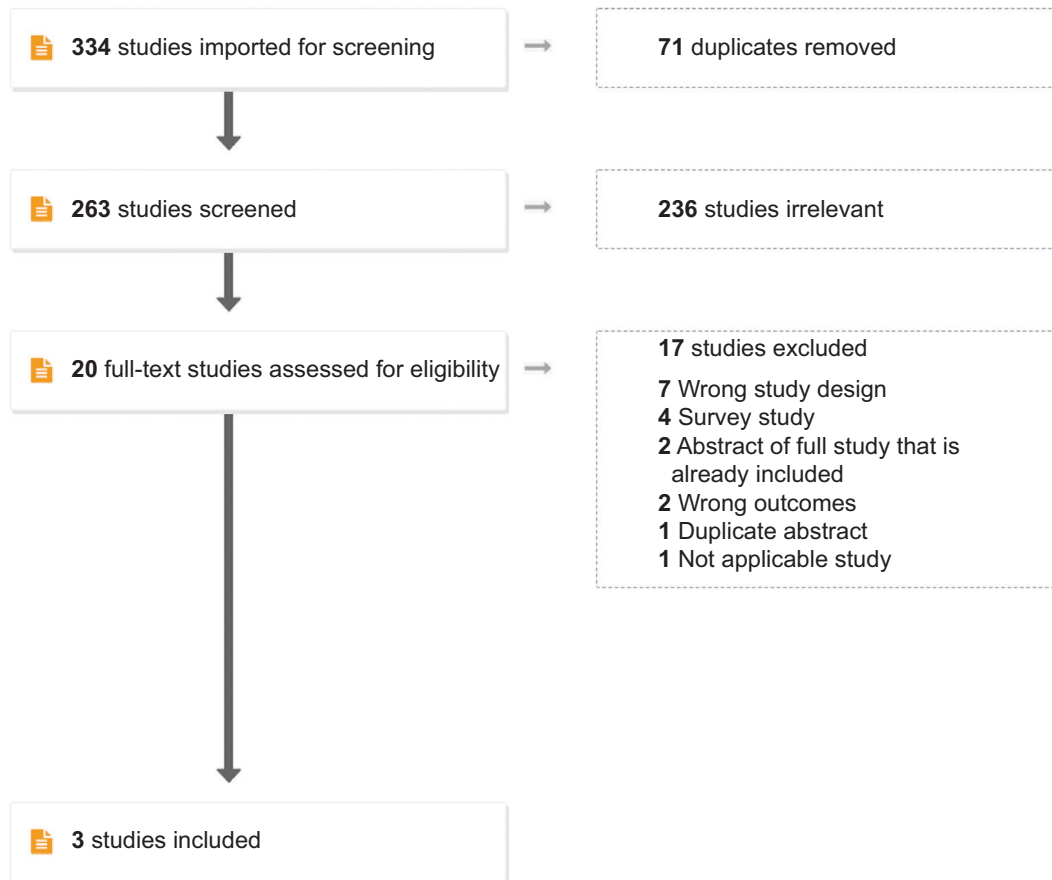 334 studies imported for screening
71 duplicates removed
263 studies screened
236 studies irrelevant
20 full-text studies assessed for eligibility
17 studies excluded
7 Wrong study design
4 Survey study
2 Abstract of full study that is
already included
2 Wrong outcomes
1 Duplicate abstract
1 Not applicable study
3 studies included